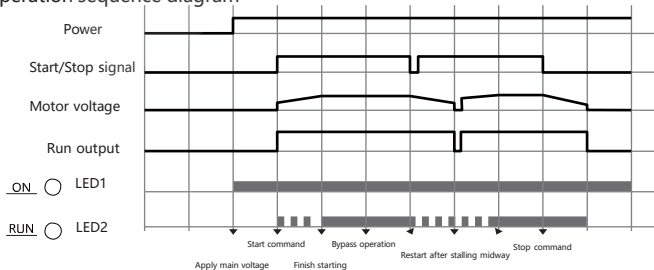 peration sequence diagram
Power
Start/Stop signal
Motor voltage
Run output
ON LED1
RUN LED2
Start command Bypass operation Restart after stalling midway Stop command
Apply main voltage Finish starting